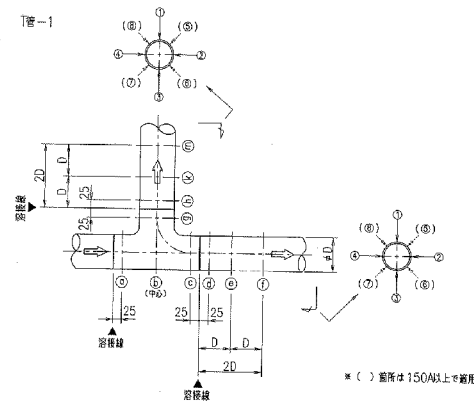 T管-1
①
(⑧) (⑤)
④ ②
(⑦) (⑥)
③
ⓜ
2D
D
ⓚ
D
25
ⓗ
溶接線
25
ⓖ
①
(⑧) (⑤)
④ ②
(⑦) (⑥)
③
φD
ⓐ ⓑ ⓒ ⓓ ⓔ ⓕ
(中心)
25 25 25
溶接線
D D
2D
溶接線
※ ( ) 箇所は150A以上で適用